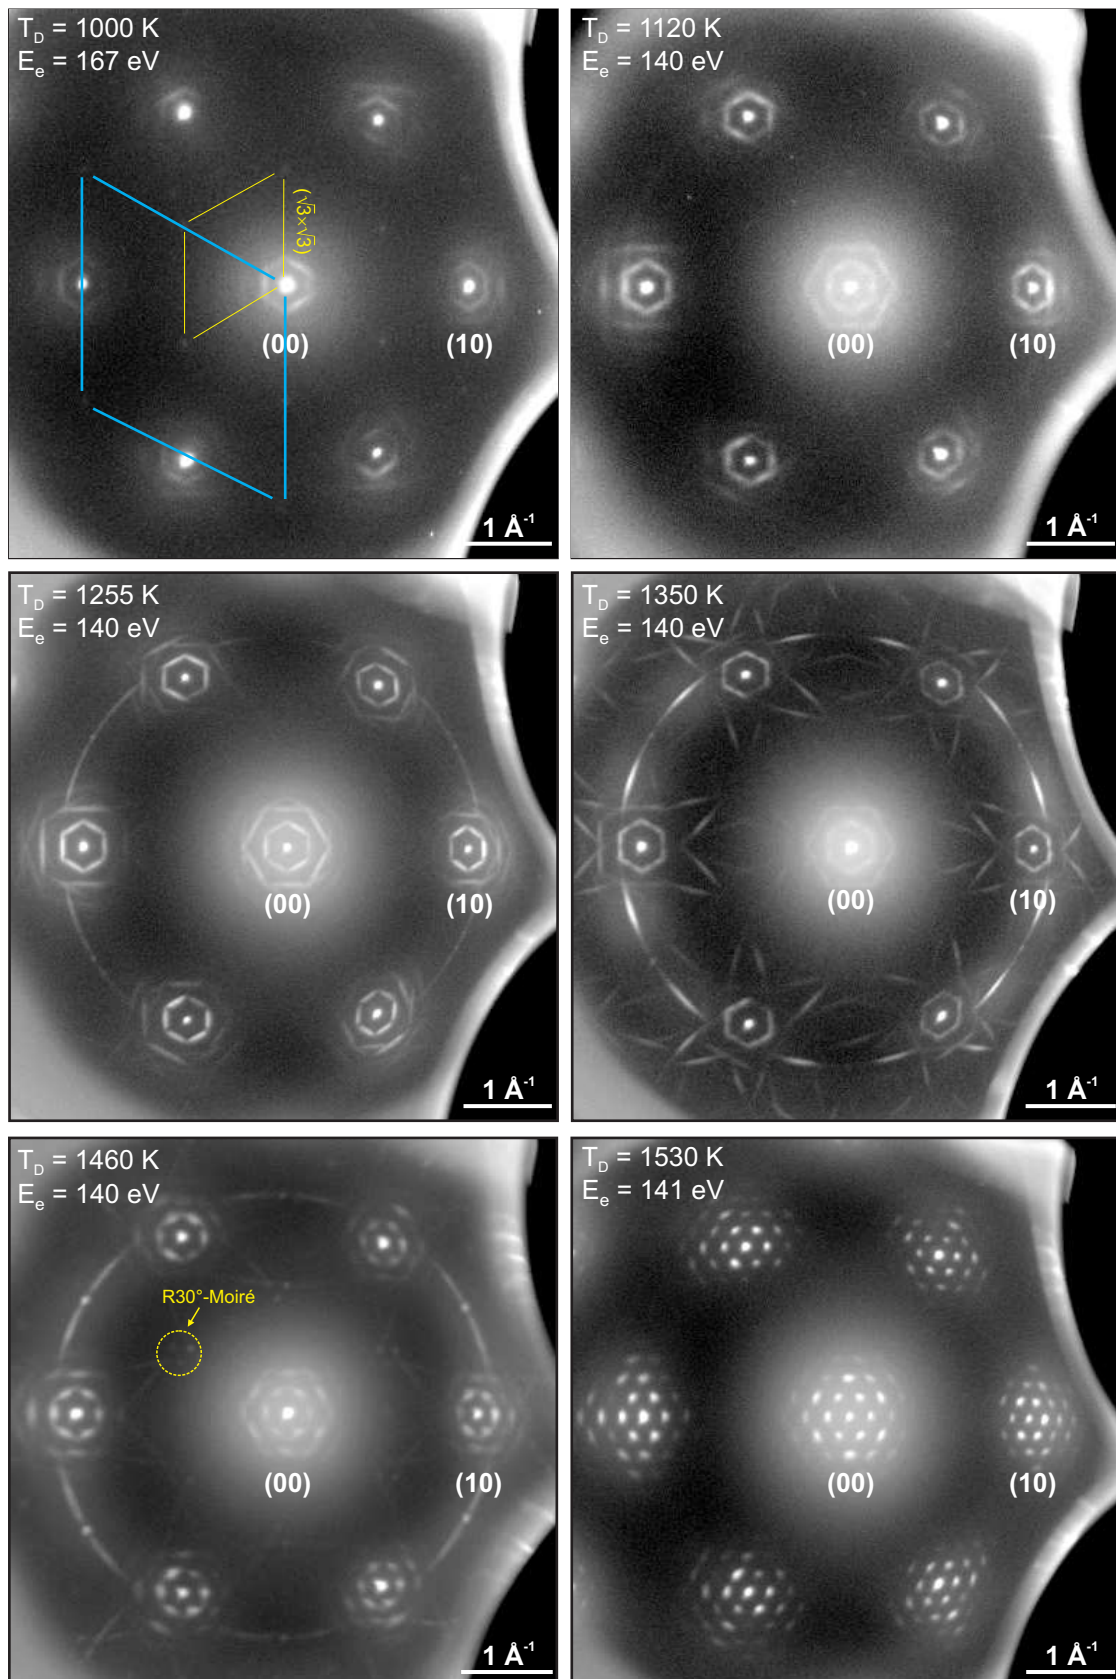 T_D = 1000 K
E_e = 167 eV
(√3×√3)
(00)
(10)
1 Å⁻¹
T_D = 1120 K
E_e = 140 eV
(00)
(10)
1 Å⁻¹
T_D = 1255 K
E_e = 140 eV
(00)
(10)
1 Å⁻¹
T_D = 1350 K
E_e = 140 eV
(00)
(10)
1 Å⁻¹
T_D = 1460 K
E_e = 140 eV
R30°-Moiré
(00)
(10)
1 Å⁻¹
T_D = 1530 K
E_e = 141 eV
(00)
(10)
1 Å⁻¹